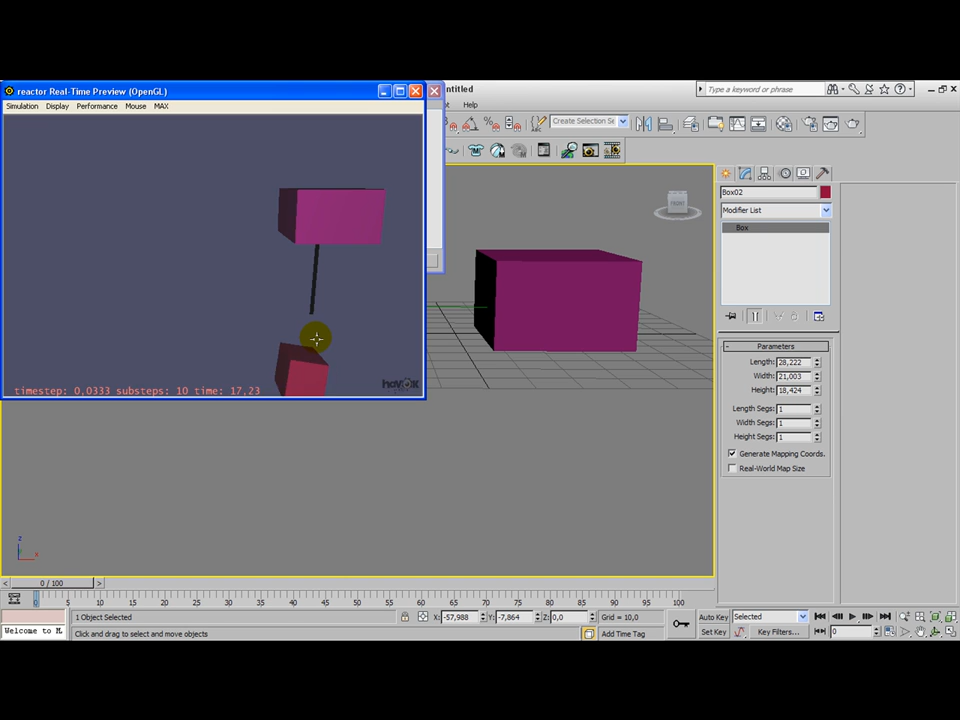 reactor Real-Time Preview (OpenGL)
ntitled
Type a keyword or phrase
Simulation Display Performance Mouse MAX
Help
Create Selection Se
FRONT
Box02
Modifier List
Box
Parameters
Length: 28,222
Width: 21,003
Height: 18,424
Length Segs: 1
Width Segs: 1
Height Segs: 1
Generate Mapping Coords.
Real-World Map Size
timestep: 0,0333 substeps: 10 time: 17,23
havok
z
x
0 / 100
0 5 10 15 20 25 30 35 40 45 50 55 60 65 70 75 80 85 90 95 100
1 Object Selected
X: -57,988 Y: -7,864 Z: 0,0 Grid = 10,0
Auto Key Selected
Welcome to M
Click and drag to select and move objects
Add Time Tag
Set Key Key Filters... 0